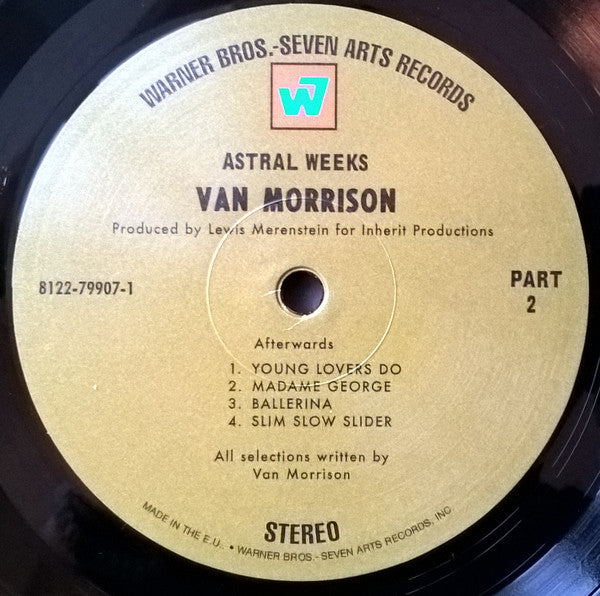 WARNER BROS.-SEVEN ARTS RECORDS
W7
ASTRAL WEEKS
VAN MORRISON
Produced by Lewis Merenstein for Inherit Productions
8122-79907-1
PART
2
Afterwards
1. YOUNG LOVERS DO
2. MADAME GEORGE
3. BALLERINA
4. SLIM SLOW SLIDER
All selections written by
Van Morrison
STEREO
MADE IN THE E.U.. • WARNER BROS.- SEVEN ARTS RECORDS, INC